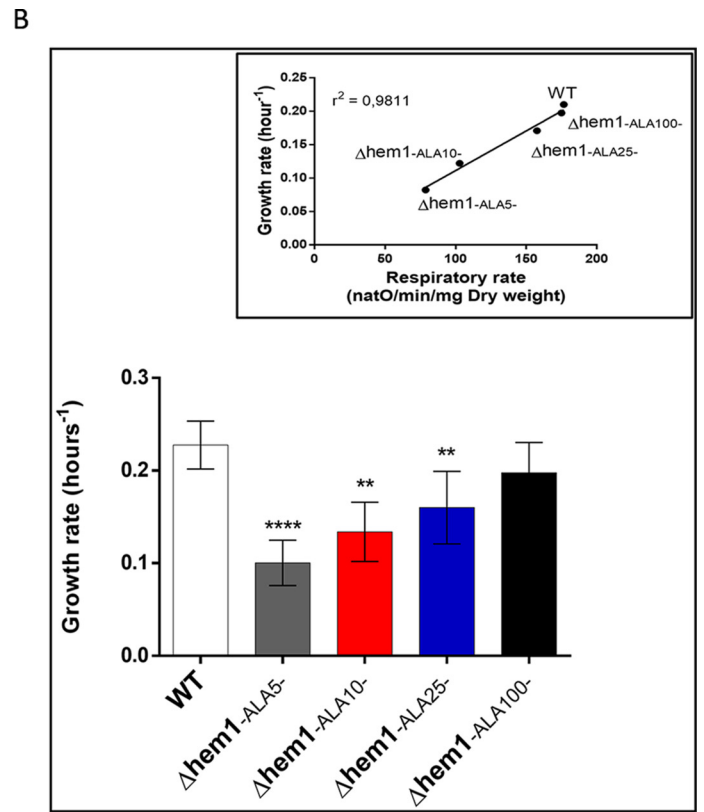 B
0.25
0.20
0.15
0.10
0.05
0.00
Growth rate (hour-1)
r2 = 0,9811
WT
Δhem1-ALA100-
Δhem1-ALA10-
Δhem1-ALA25-
Δhem1-ALA5-
0 50 100 150 200
Respiratory rate
(natO/min/mg Dry weight)
0.3
0.2
0.1
0.0
Growth rate (hours-1)
****
**
**
WT
Δhem1-ALA5-
Δhem1-ALA10-
Δhem1-ALA25-
Δhem1-ALA100-